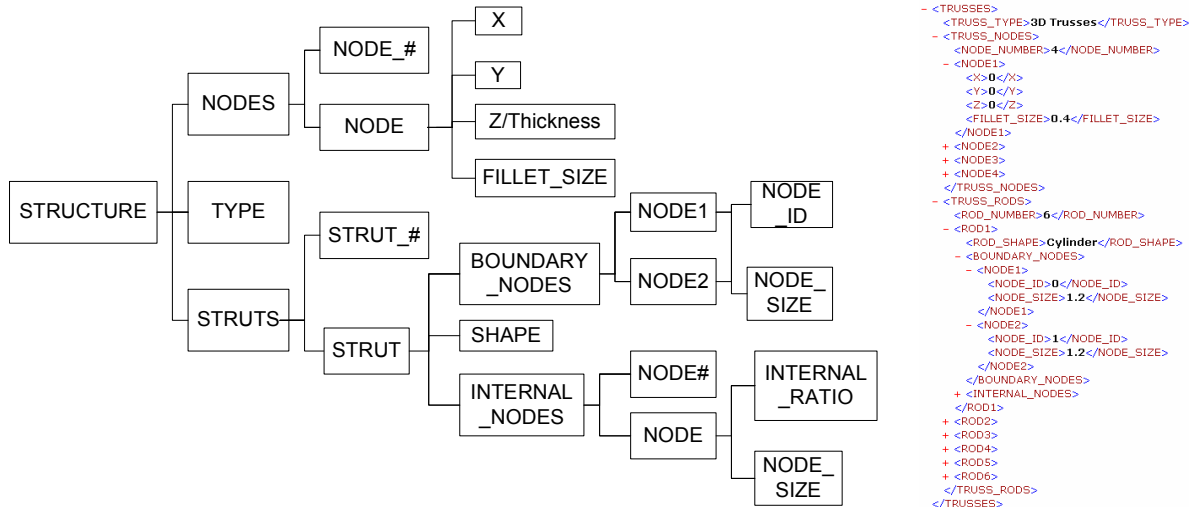 STRUCTURE
NODES
TYPE
STRUTS
NODE_#
NODE
X
Y
Z/Thickness
FILLET_SIZE
STRUT_#
STRUT
BOUNDARY
_NODES
SHAPE
INTERNAL
_NODES
NODE1
NODE2
NODE
_ID
NODE_
SIZE
NODE#
NODE
INTERNAL
_RATIO
NODE_
SIZE
- <TRUSSES>
<TRUSS_TYPE>3D Trusses</TRUSS_TYPE>
- <TRUSS_NODES>
<NODE_NUMBER>4</NODE_NUMBER>
- <NODE1>
<X>0</X>
<Y>0</Y>
<Z>0</Z>
<FILLET_SIZE>0.4</FILLET_SIZE>
</NODE1>
+ <NODE2>
+ <NODE3>
+ <NODE4>
</TRUSS_NODES>
- <TRUSS_RODS>
<ROD_NUMBER>6</ROD_NUMBER>
- <ROD1>
<ROD_SHAPE>Cylinder</ROD_SHAPE>
- <BOUNDARY_NODES>
- <NODE1>
<NODE_ID>0</NODE_ID>
<NODE_SIZE>1.2</NODE_SIZE>
</NODE1>
- <NODE2>
<NODE_ID>1</NODE_ID>
<NODE_SIZE>1.2</NODE_SIZE>
</NODE2>
</BOUNDARY_NODES>
+ <INTERNAL_NODES>
</ROD1>
+ <ROD2>
+ <ROD3>
+ <ROD4>
+ <ROD5>
+ <ROD6>
</TRUSS_RODS>
</TRUSSES>